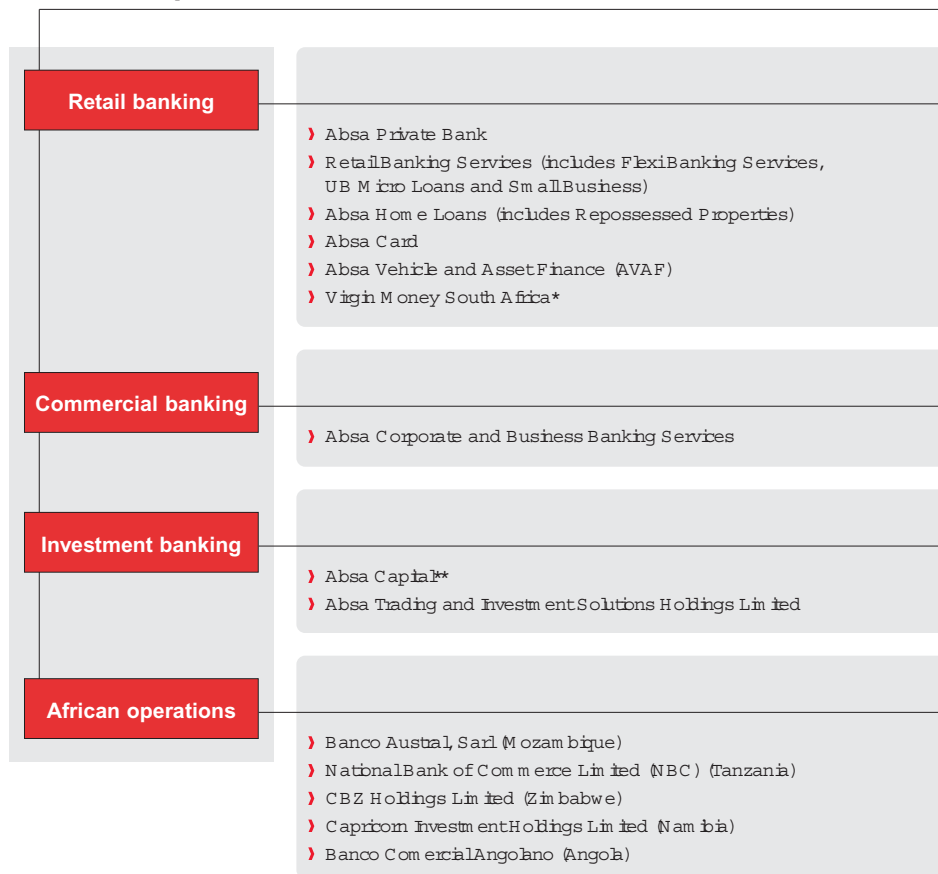 Retail banking
❱ Absa Private Bank
❱ Retail Banking Services (includes FlexiBanking Services,
UB Micro Loans and Small Business)
❱ Absa Home Loans (includes Repossessed Properties)
❱ Absa Card
❱ Absa Vehicle and Asset Finance (AVAF)
❱ Virgin Money South Africa*
Commercial banking
❱ Absa Corporate and Business Banking Services
Investment banking
❱ Absa Capital**
❱ Absa Trading and Investment Solutions Holdings Limited
African operations
❱ Banco Austral, Sarl (Mozambique)
❱ National Bank of Commerce Limited (NBC) (Tanzania)
❱ CBZ Holdings Limited (Zimbabwe)
❱ Capricorn Investment Holdings Limited (Namibia)
❱ Banco Comercial Angolano (Angola)